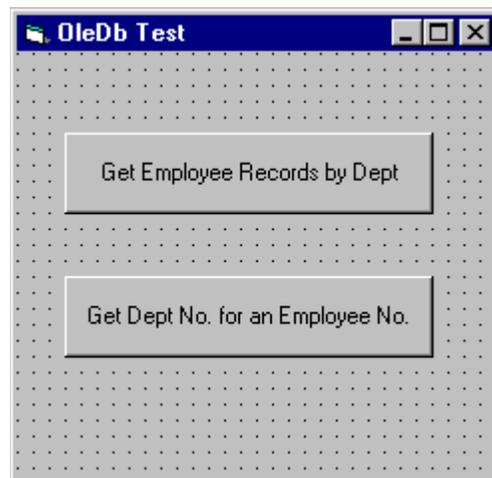 OleDb Test
Get Employee Records by Dept
Get Dept No. for an Employee No.